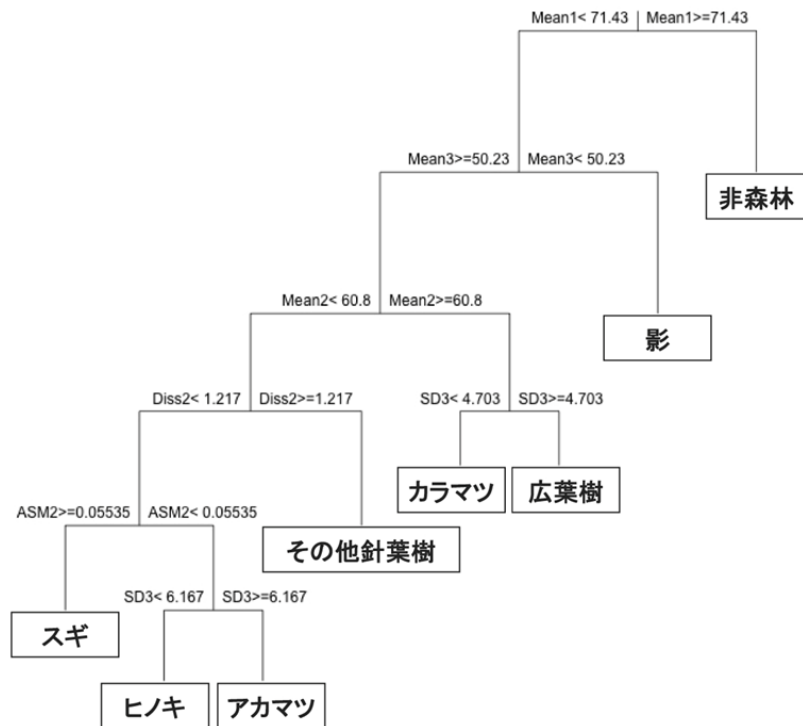 Mean1< 71.43 Mean1>=71.43
Mean3>=50.23 Mean3< 50.23
非森林
Mean2< 60.8 Mean2>=60.8
影
Diss2< 1.217 Diss2>=1.217
SD3< 4.703 SD3>=4.703
カラマツ 広葉樹
ASM2>=0.05535 ASM2< 0.05535
その他針葉樹
SD3< 6.167 SD3>=6.167
スギ
ヒノキ アカマツ